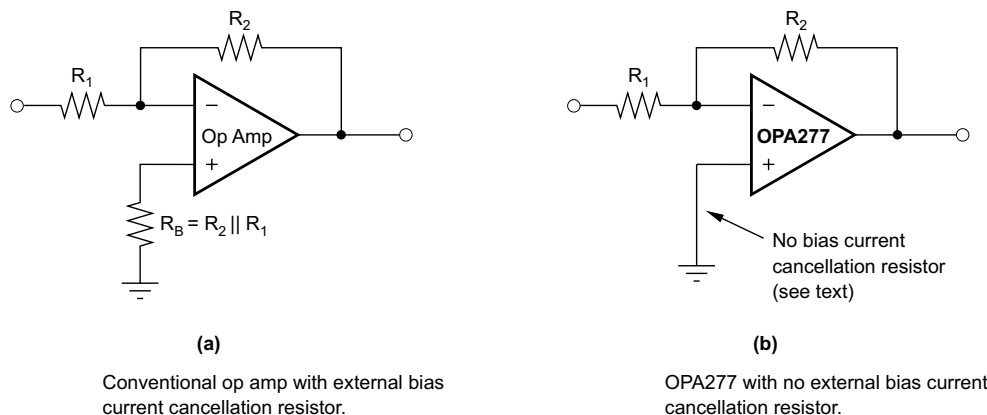 R2
R1
−
Op Amp
+
RB = R2 || R1
(a)
Conventional op amp with external bias
current cancellation resistor.
R2
R1
−
OPA277
+
No bias current
cancellation resistor
(see text)
(b)
OPA277 with no external bias current
cancellation resistor.